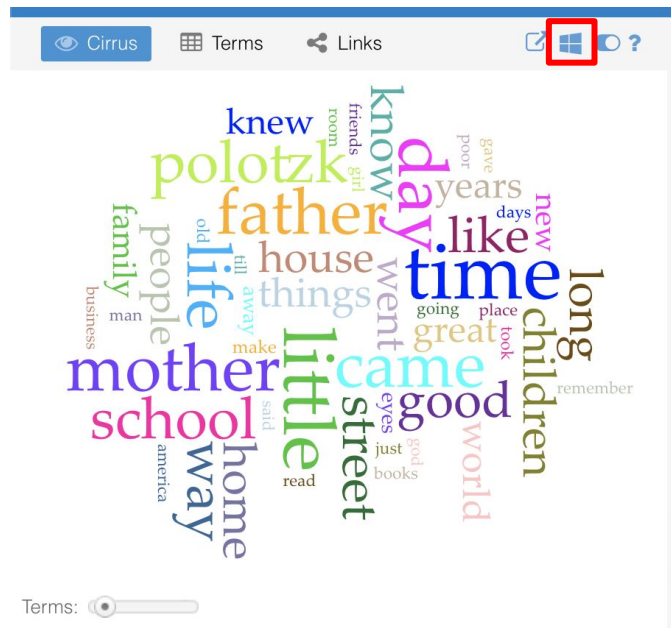 Cirrus Terms Links ?
knew room friends know
polotzk girl day poor gave
father years
family old people life till house like days new
things went time
business man away going place long
make great took children
mother little came remember
school said street eyes good
america way home read just god world
books
Terms: